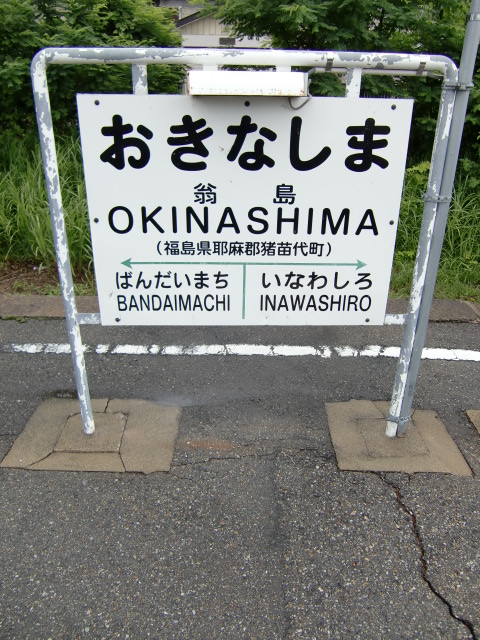 おきなしま
翁島
OKINASHIMA
(福島県耶麻郡猪苗代町)
ばんだいまち いなわしろ
BANDAIMACHI INAWASHIRO